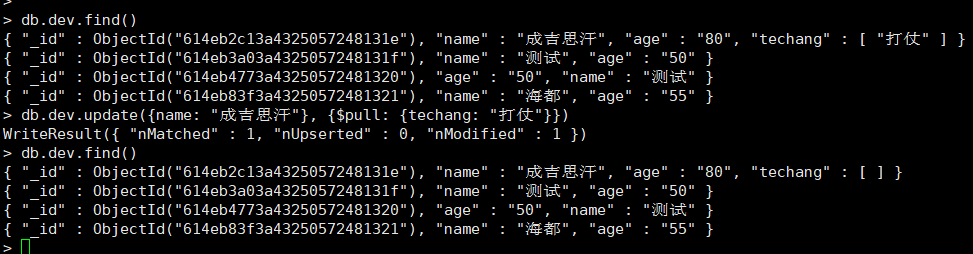 >
> db.dev.find()
{ "_id" : ObjectId("614eb2c13a4325057248131e"), "name" : "成吉思汗", "age" : "80", "techang" : [ "打仗" ] }
{ "_id" : ObjectId("614eb3a03a4325057248131f"), "name" : "测试", "age" : "50" }
{ "_id" : ObjectId("614eb4773a43250572481320"), "age" : "50", "name" : "测试" }
{ "_id" : ObjectId("614eb83f3a43250572481321"), "name" : "海都", "age" : "55" }
> db.dev.update({name: "成吉思汗"}, {$pull: {techang: "打仗"}})
WriteResult({ "nMatched" : 1, "nUpserted" : 0, "nModified" : 1 })
> db.dev.find()
{ "_id" : ObjectId("614eb2c13a4325057248131e"), "name" : "成吉思汗", "age" : "80", "techang" : [ ] }
{ "_id" : ObjectId("614eb3a03a4325057248131f"), "name" : "测试", "age" : "50" }
{ "_id" : ObjectId("614eb4773a43250572481320"), "age" : "50", "name" : "测试" }
{ "_id" : ObjectId("614eb83f3a43250572481321"), "name" : "海都", "age" : "55" }
>